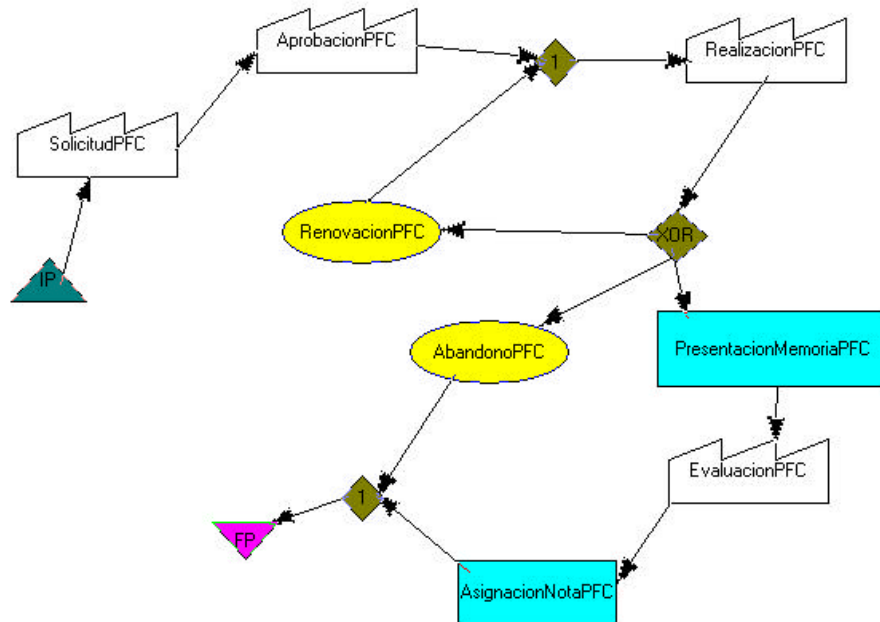 AprobacionPFC
1
RealizacionPFC
SolicitudPFC
RenovacionPFC
XOR
IP
AbandonoPFC
PresentacionMemoriaPFC
EvaluacionPFC
1
FP
AsignacionNotaPFC